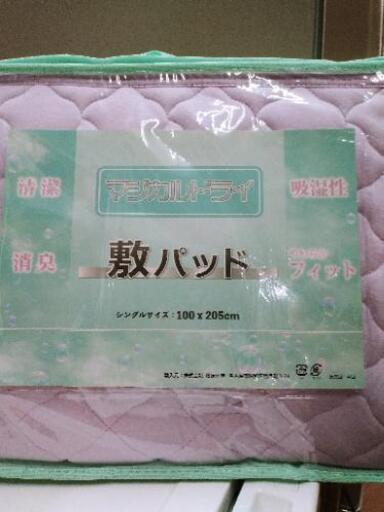 マジカルドライ
清潔
吸湿性
消臭
フィット
敷パッド
シングルサイズ：100 x 205cm